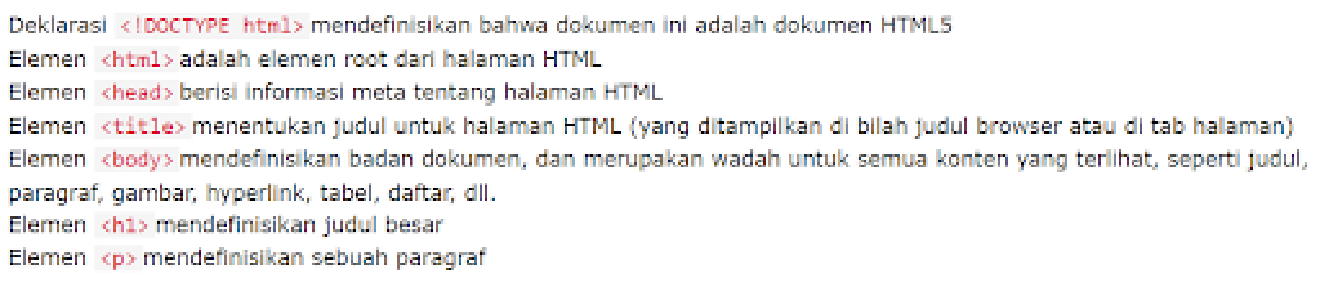 Deklarasi <!DOCTYPE html> mendefinisikan bahwa dokumen ini adalah dokumen HTML5
Elemen <html> adalah elemen root dari halaman HTML
Elemen <head> berisi informasi meta tentang halaman HTML
Elemen <title> menentukan judul untuk halaman HTML (yang ditampilkan di bilah judul browser atau di tab halaman)
Elemen <body> mendefinisikan badan dokumen, dan merupakan wadah untuk semua konten yang terlihat, seperti judul,
paragraf, gambar, hyperlink, tabel, daftar, dll.
Elemen <h1> mendefinisikan judul besar
Elemen <p> mendefinisikan sebuah paragraf